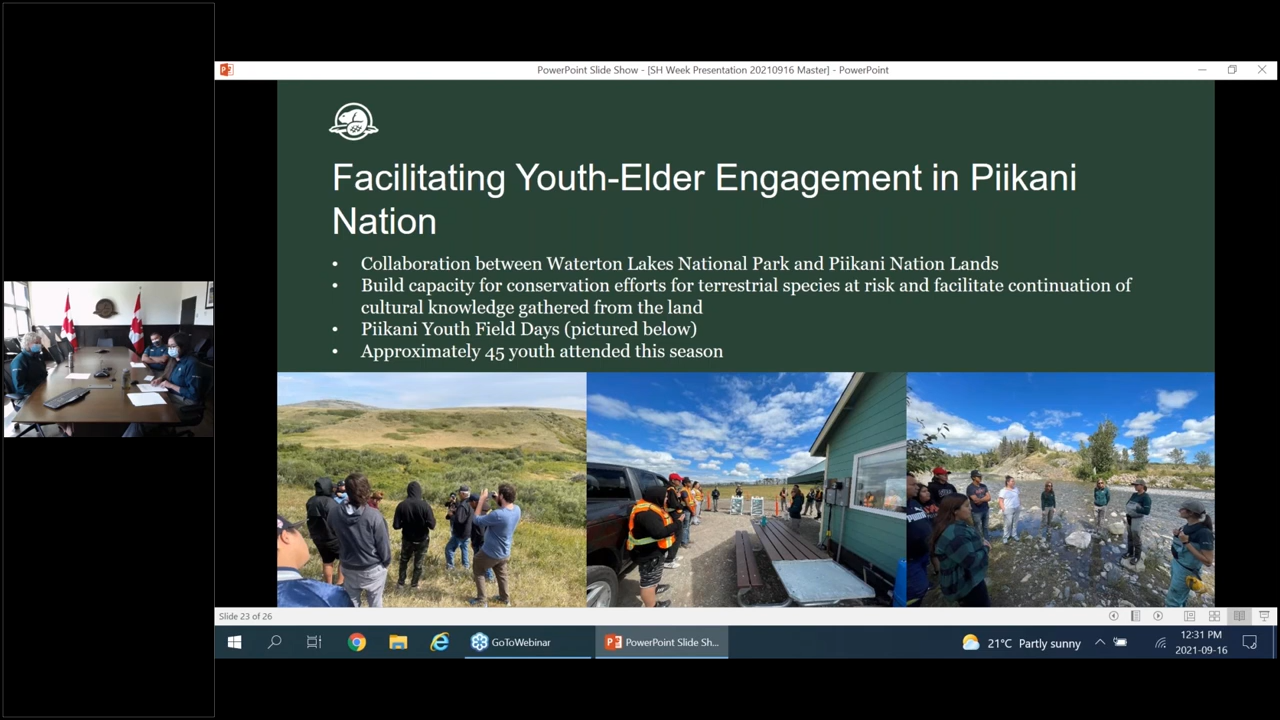 PowerPoint Slide Show - [SH Week Presentation 20210916 Master] - PowerPoint
Facilitating Youth-Elder Engagement in Piikani
Nation
• Collaboration between Waterton Lakes National Park and Piikani Nation Lands
• Build capacity for conservation efforts for terrestrial species at risk and facilitate continuation of
cultural knowledge gathered from the land
• Piikani Youth Field Days (pictured below)
• Approximately 45 youth attended this season
Slide 23 of 26
GoToWebinar
PowerPoint Slide Sh...
21°C Partly sunny
12:31 PM
2021-09-16